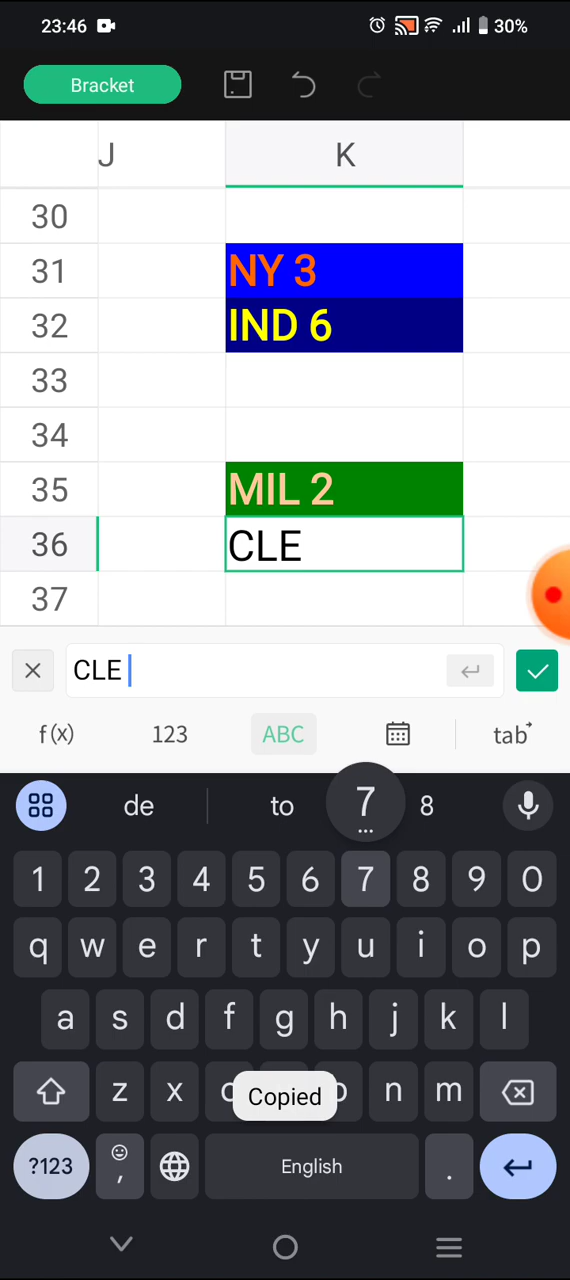 23:46 30%
Bracket
J K
30
31 NY 3
32 IND 6
33
34
35 MIL 2
36 CLE
37
CLE
f(x) 123 ABC tab
de to 7 8
...
1 2 3 4 5 6 7 8 9 0
q w e r t y u i o p
a s d f g h j k l
z x c b n m
Copied
?123 , English .